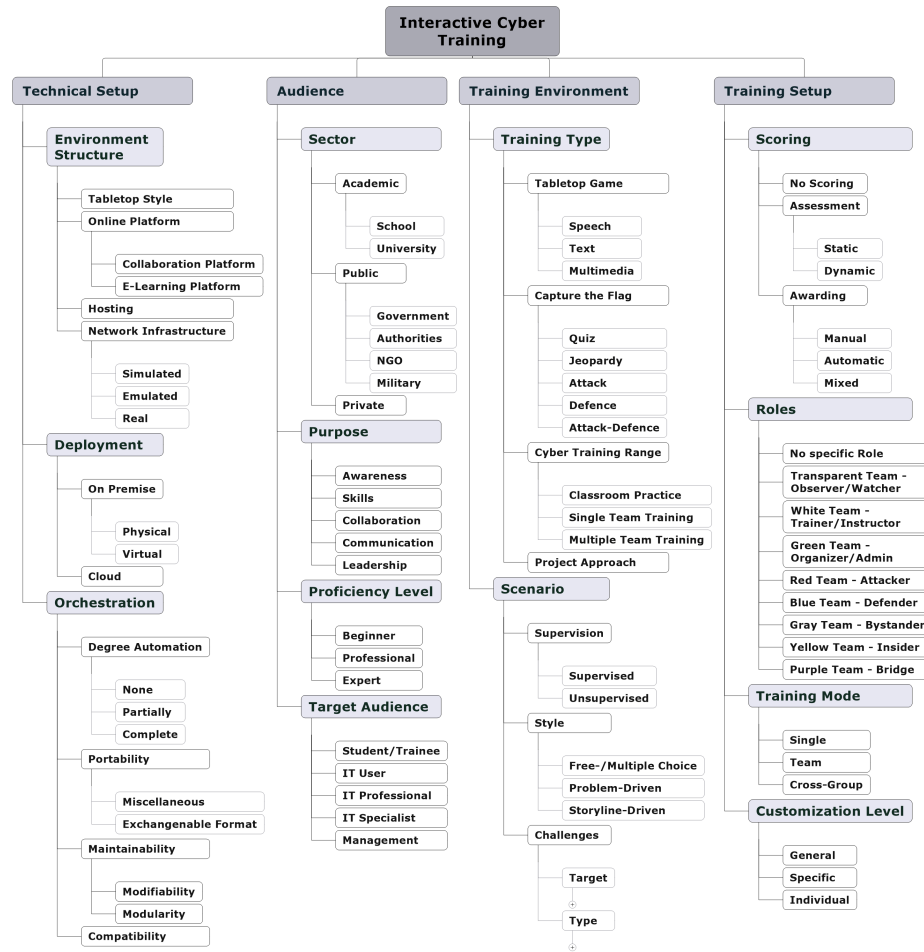 Interactive Cyber
Training
Technical Setup
Environment
Structure
Tabletop Style
Online Platform
Collaboration Platform
E-Learning Platform
Hosting
Network Infrastructure
Simulated
Emulated
Real
Deployment
On Premise
Physical
Virtual
Cloud
Orchestration
Degree Automation
None
Partially
Complete
Portability
Miscellaneous
Exchangenable Format
Maintainability
Modifiability
Modularity
Compatibility
Audience
Sector
Academic
School
University
Public
Government
Authorities
NGO
Military
Private
Purpose
Awareness
Skills
Collaboration
Communication
Leadership
Proficiency Level
Beginner
Professional
Expert
Target Audience
Student/Trainee
IT User
IT Professional
IT Specialist
Management
Training Environment
Training Type
Tabletop Game
Speech
Text
Multimedia
Capture the Flag
Quiz
Jeopardy
Attack
Defence
Attack-Defence
Cyber Training Range
Classroom Practice
Single Team Training
Multiple Team Training
Project Approach
Scenario
Supervision
Supervised
Unsupervised
Style
Free-/Multiple Choice
Problem-Driven
Storyline-Driven
Challenges
Target
Type
Training Setup
Scoring
No Scoring
Assessment
Static
Dynamic
Awarding
Manual
Automatic
Mixed
Roles
No specific Role
Transparent Team -
Observer/Watcher
White Team -
Trainer/Instructor
Green Team -
Organizer/Admin
Red Team - Attacker
Blue Team - Defender
Gray Team - Bystander
Yellow Team - Insider
Purple Team - Bridge
Training Mode
Single
Team
Cross-Group
Customization Level
General
Specific
Individual